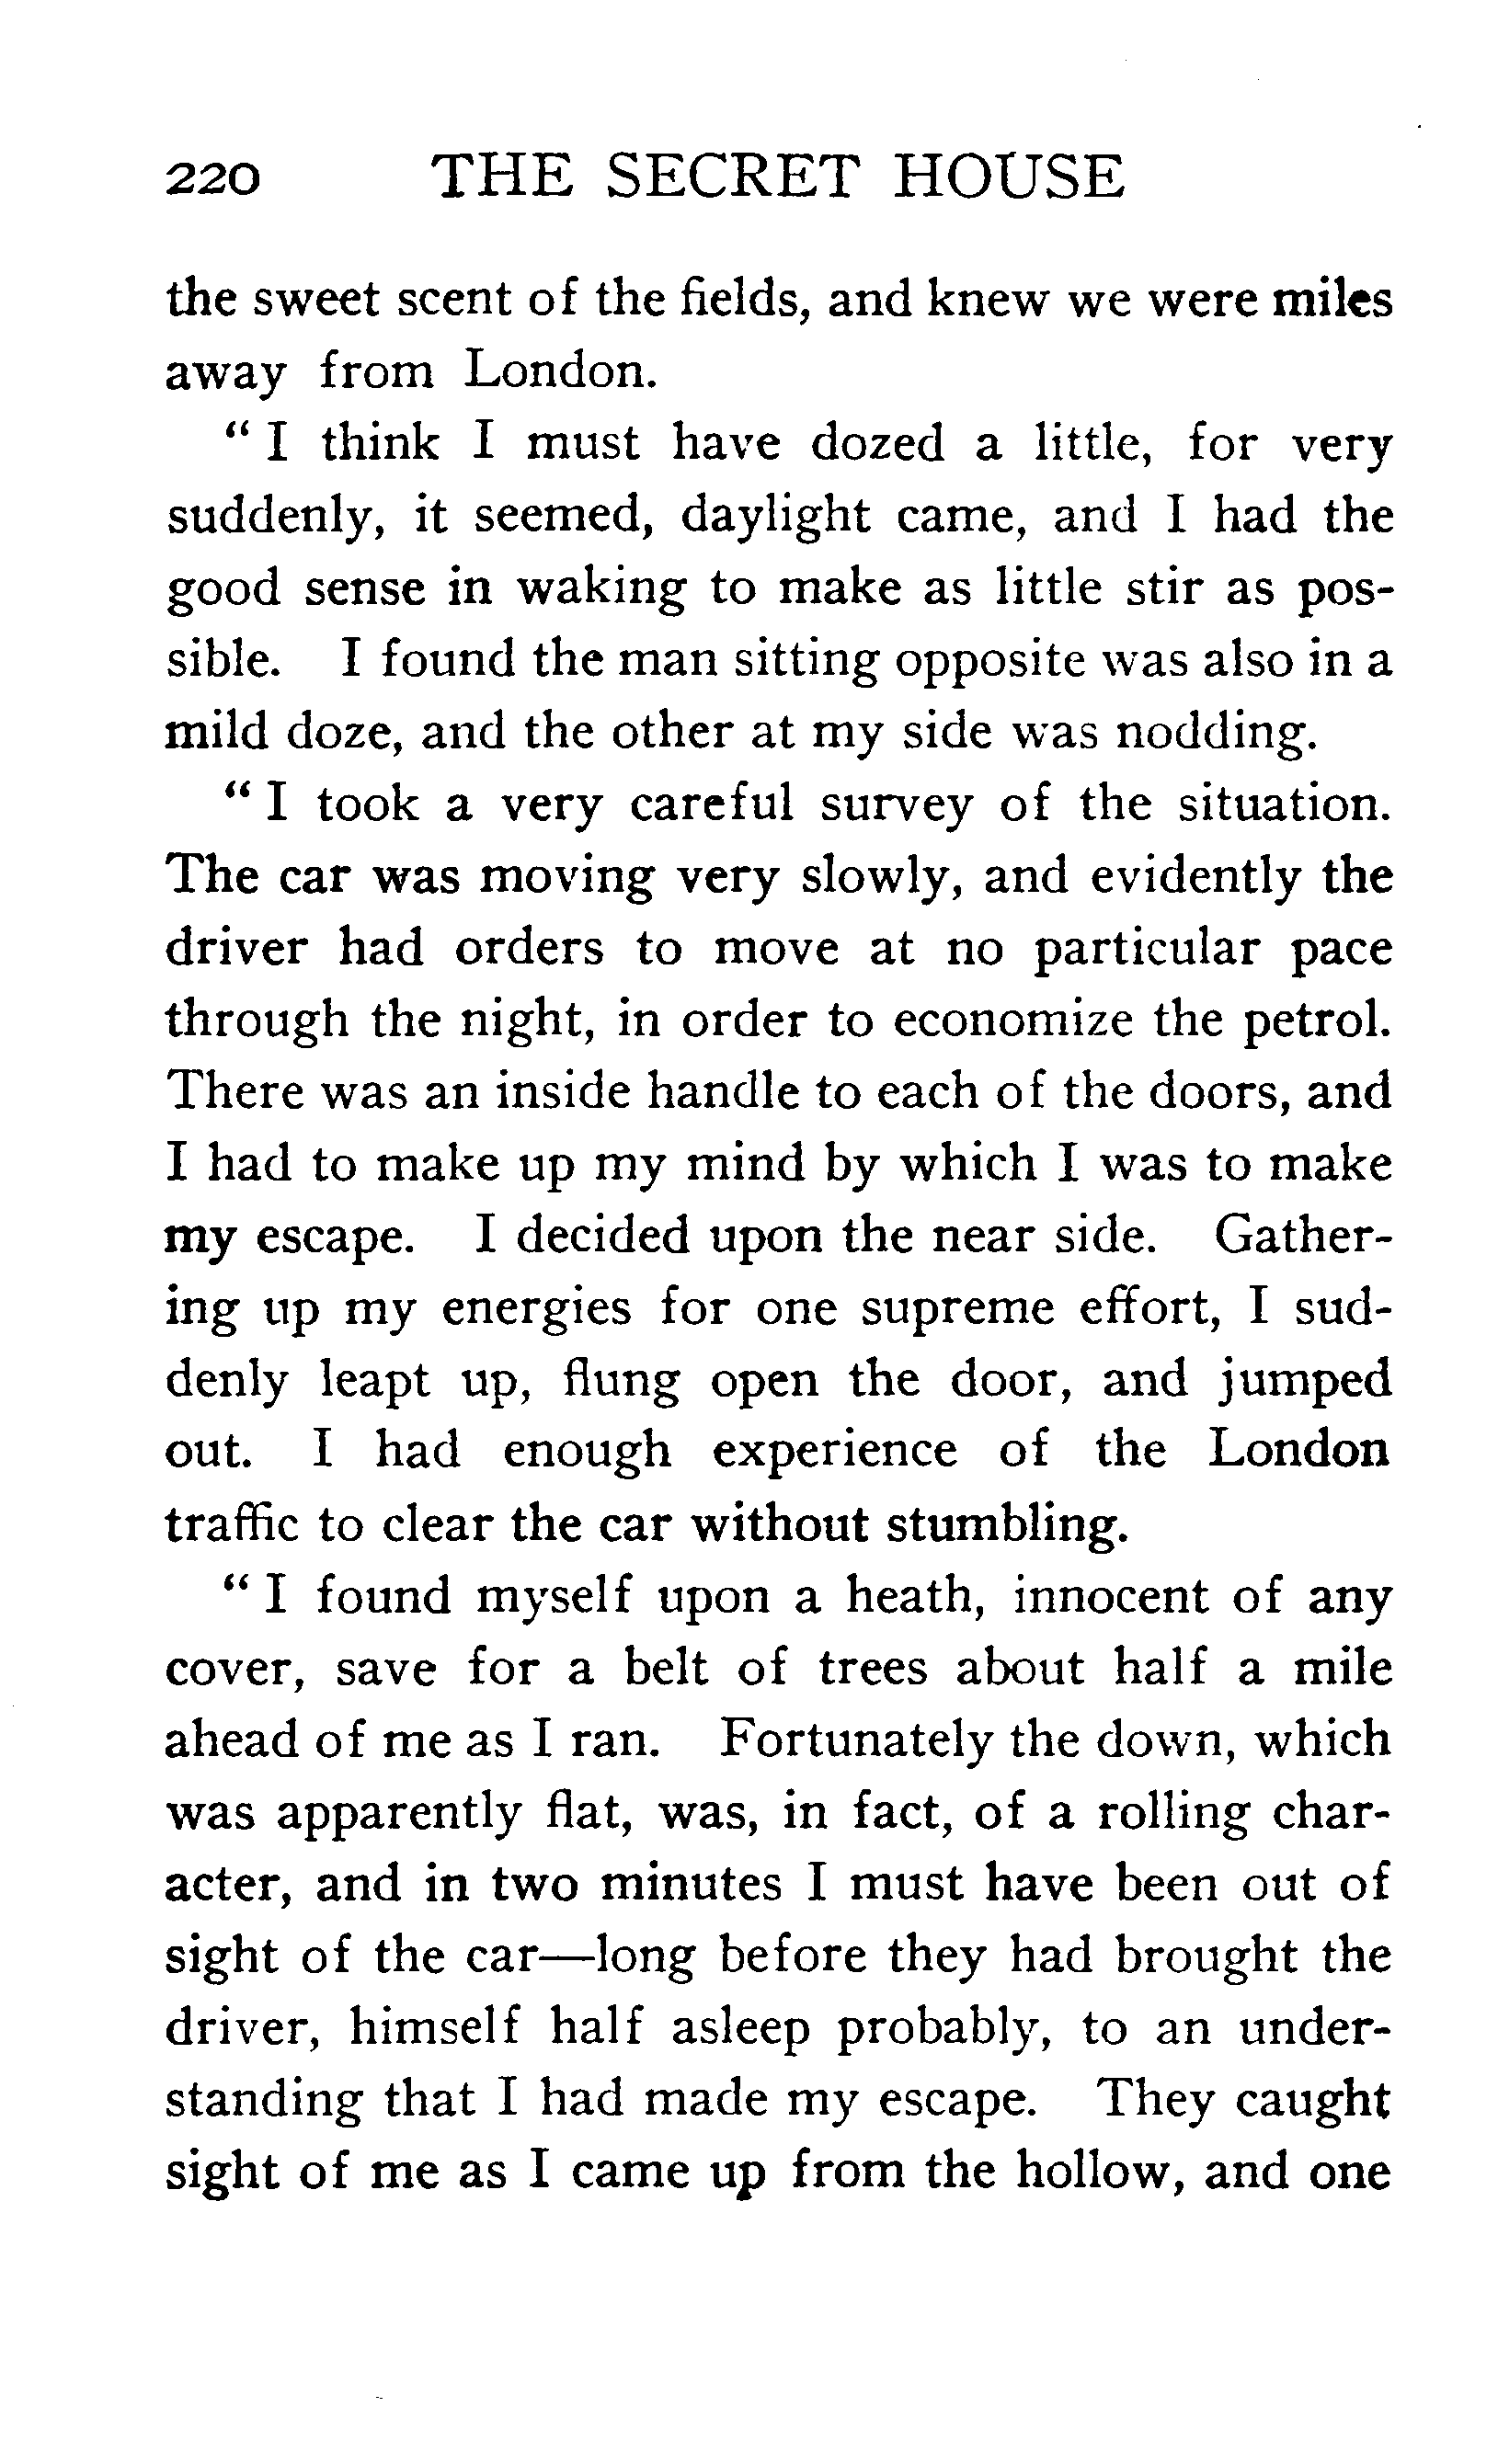 220 THE SECRET HOUSE
the sweet scent of the fields, and knew we were miles
away from London.
“ I think I must have dozed a little, for very
suddenly, it seemed, daylight came, and I had the
good sense in waking to make as little stir as pos-
sible. I found the man sitting opposite was also in a
mild doze, and the other at my side was nodding.
“ I took a very careful survey of the situation.
The car was moving very slowly, and evidently the
driver had orders to move at no particular pace
through the night, in order to economize the petrol.
There was an inside handle to each of the doors, and
I had to make up my mind by which I was to make
my escape. I decided upon the near side. Gather-
ing up my energies for one supreme effort, I sud-
denly leapt up, flung open the door, and jumped
out. I had enough experience of the London
traffic to clear the car without stumbling.
“ I found myself upon a heath, innocent of any
cover, save for a belt of trees about half a mile
ahead of me as I ran. Fortunately the down, which
was apparently flat, was, in fact, of a rolling char-
acter, and in two minutes I must have been out of
sight of the car—long before they had brought the
driver, himself half asleep probably, to an under-
standing that I had made my escape. They caught
sight of me as I came up from the hollow, and one